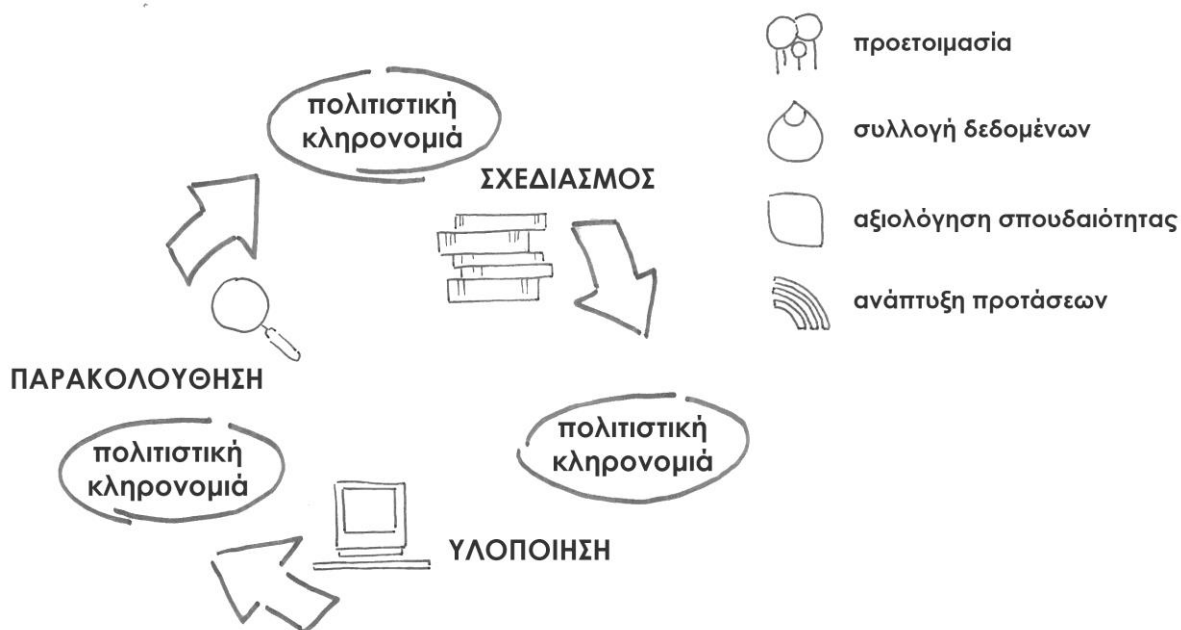 πολιτιστική
κληρονομιά
ΣΧΕΔΙΑΣΜΟΣ
προετοιμασία
συλλογή δεδομένων
αξιολόγηση σπουδαιότητας
ανάπτυξη προτάσεων
ΠΑΡΑΚΟΛΟΥΘΗΣΗ
πολιτιστική
κληρονομιά
πολιτιστική
κληρονομιά
ΥΛΟΠΟΙΗΣΗ